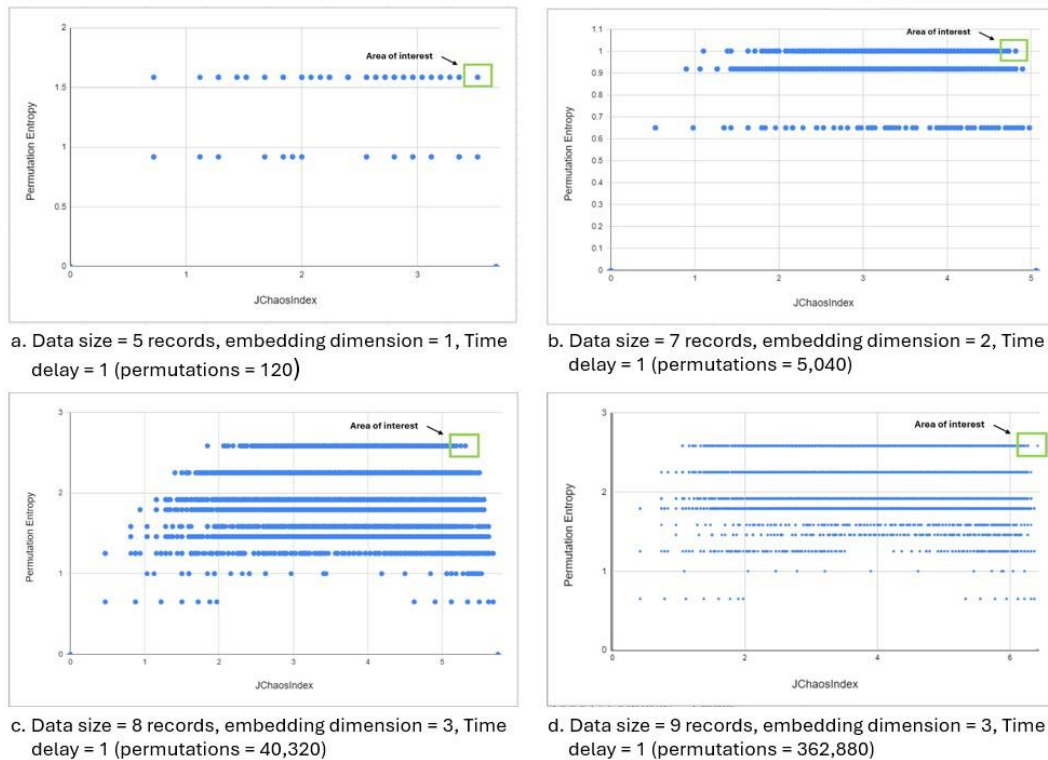 2
1.5
1
0.5
0
Permutation Entropy
Area of interest
0 1 2 3
JChaosIndex
a. Data size = 5 records, embedding dimension = 1, Time
delay = 1 (permutations = 120)
1.1
1
0.9
0.8
0.7
0.6
0.5
0.4
0.3
0.2
0.1
0
Permutation Entropy
Area of interest
0 1 2 3 4 5
JChaosIndex
b. Data size = 7 records, embedding dimension = 2, Time
delay = 1 (permutations = 5,040)
3
2
1
0
Permutation Entropy
Area of interest
0 1 2 3 4 5
JChaosIndex
c. Data size = 8 records, embedding dimension = 3, Time
delay = 1 (permutations = 40,320)
3
2
1
0
Permutation Entropy
Area of interest
0 2 4 6
JChaosIndex
d. Data size = 9 records, embedding dimension = 3, Time
delay = 1 (permutations = 362,880)